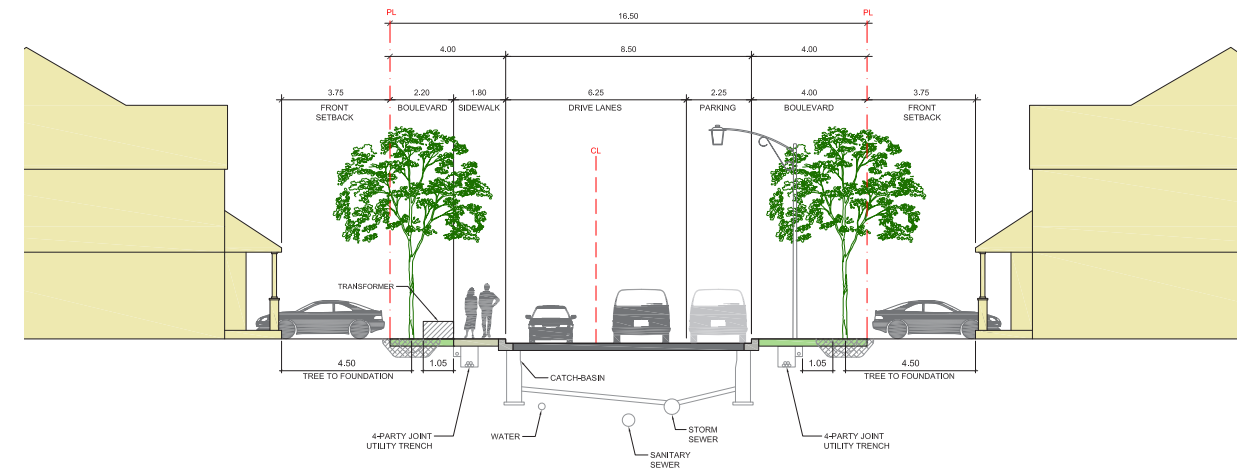 PL
PL
16.50
4.00
8.50
4.00
3.75
2.20
1.80
6.25
2.25
4.00
3.75
FRONT
SETBACK
BOULEVARD
SIDEWALK
DRIVE LANES
PARKING
BOULEVARD
FRONT
SETBACK
CL
TRANSFORMER
4.50
1.05
1.05
4.50
TREE TO FOUNDATION
TREE TO FOUNDATION
CATCH-BASIN
4-PARTY JOINT
UTILITY TRENCH
WATER
STORM
SEWER
SANITARY
SEWER
4-PARTY JOINT
UTILITY TRENCH